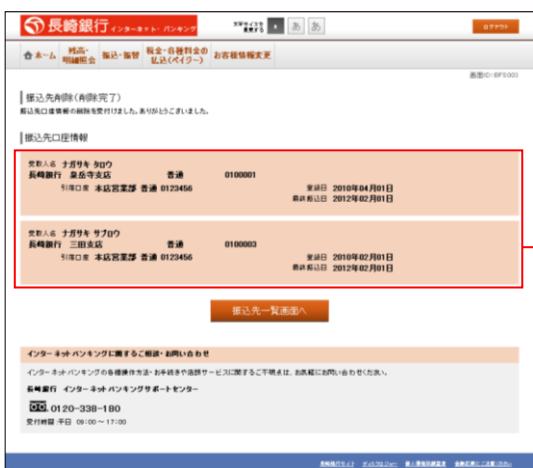 長崎銀行 インターネット・バンキング
文字サイズを
変更する
あ あ
ログアウト
ホーム 残高・明細照会 振込・振替 税金・各種料金の払込(ペイジー) お客様情報変更
画面ID:BFS003
振込先削除(削除完了)
振込先口座情報の削除を受付けました。ありがとうございました。
振込先口座情報
受取人名 ナガサキ タロウ
長崎銀行 泉岳寺支店 普通 0100001
引落口座 本店営業部 普通 0123456 登録日 2010年04月01日
最終振込日 2012年02月01日
受取人名 ナガサキ サブロウ
長崎銀行 三田支店 普通 0100003
引落口座 本店営業部 普通 0123456 登録日 2010年02月01日
最終振込日 2012年02月01日
振込先一覧画面へ
インターネットバンキングに関するご相談・お問い合わせ
インターネットバンキングの各種操作方法・お手続きや各種サービスに関するご不明点は、お気軽にお問い合わせください。
長崎銀行 インターネットバンキングサポートセンター
0120-338-180
受付時間:平日 09:00~17:00